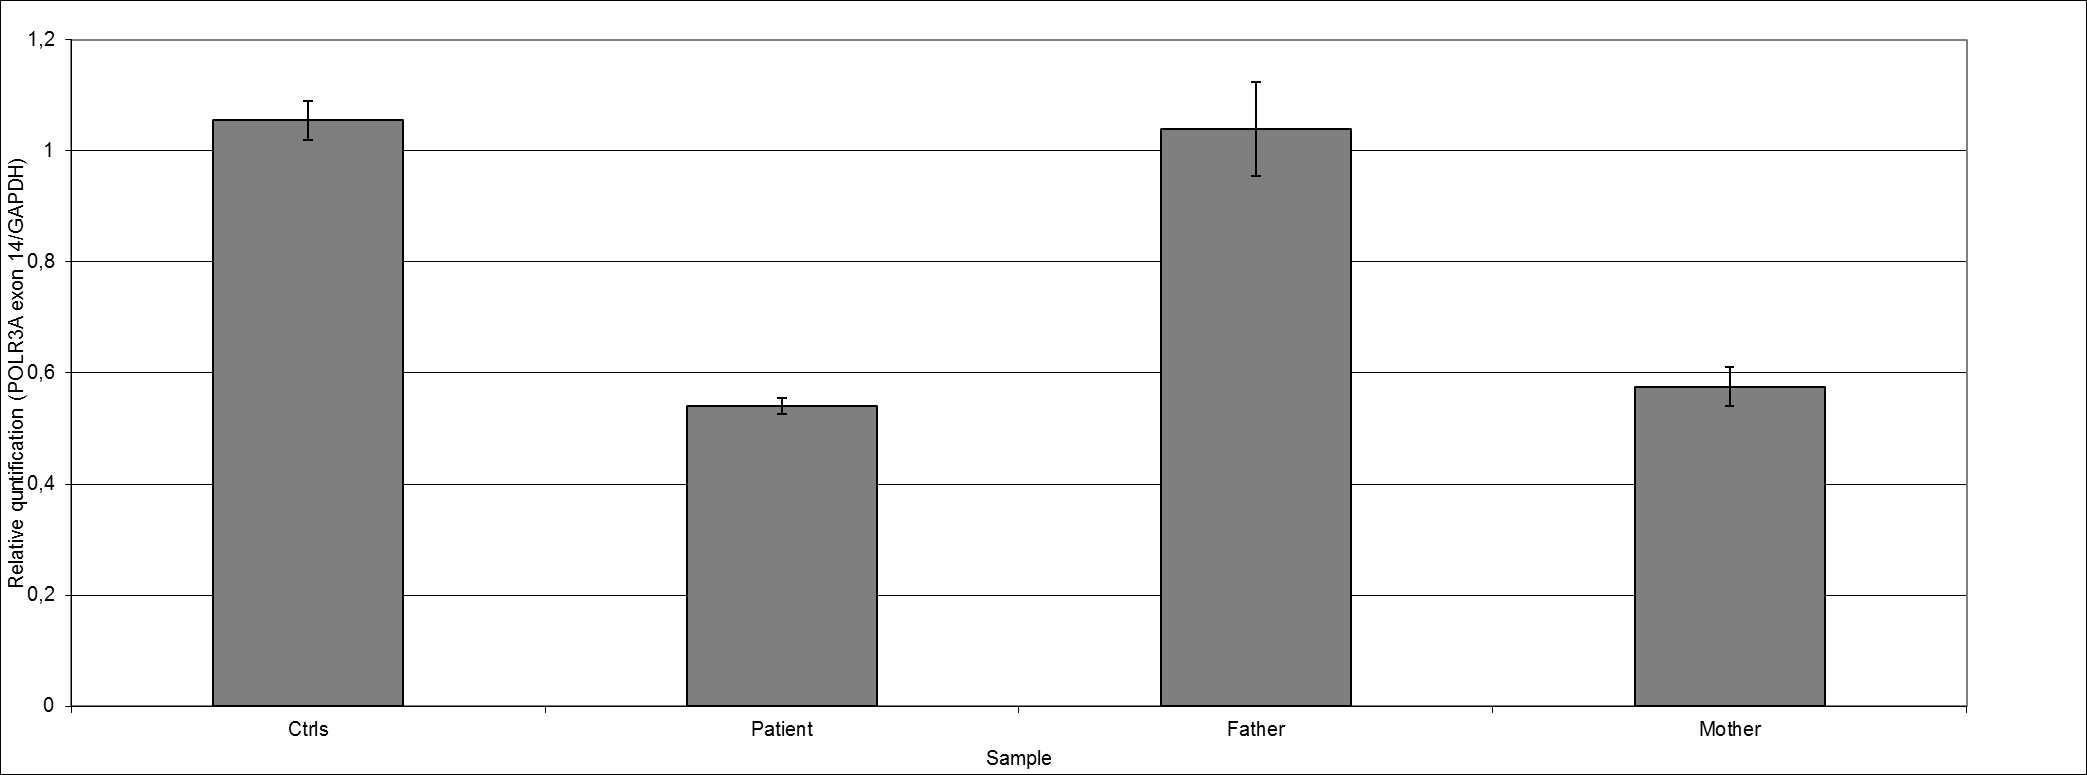 Relative quntification (POLR3A exon 14/GAPDH)
1,2
1
0,8
0,6
0,4
0,2
0
Ctrls Patient Father Mother
Sample